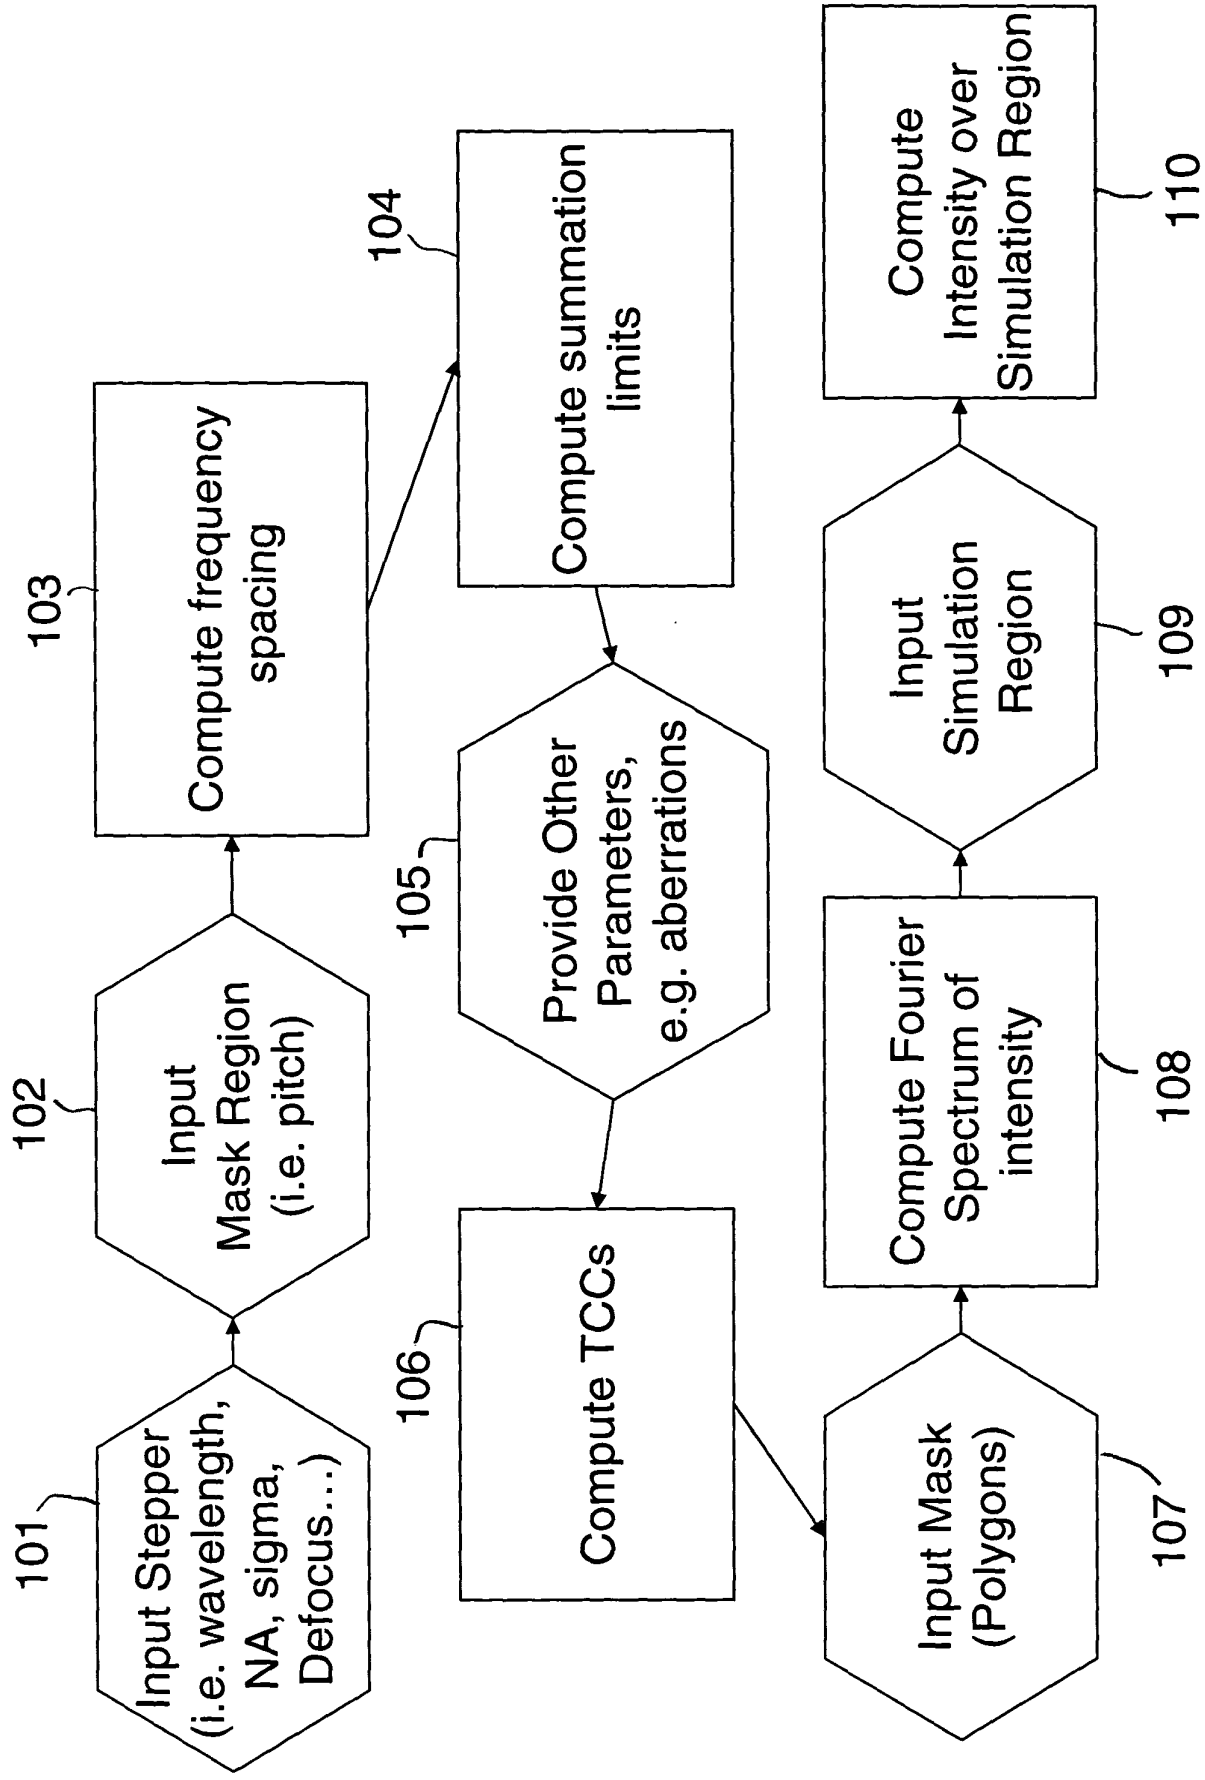 101
Input Stepper
(i.e. wavelength,
NA, sigma,
Defocus...)
102
Input
Mask Region
(i.e. pitch)
103
Compute frequency
spacing
104
Compute summation
limits
105
Provide Other
Parameters,
e.g. aberrations
106
Compute TCCs
Input Mask
(Polygons)
107
Compute Fourier
Spectrum of
intensity
108
Input
Simulation
Region
109
Compute
Intensity over
Simulation Region
110